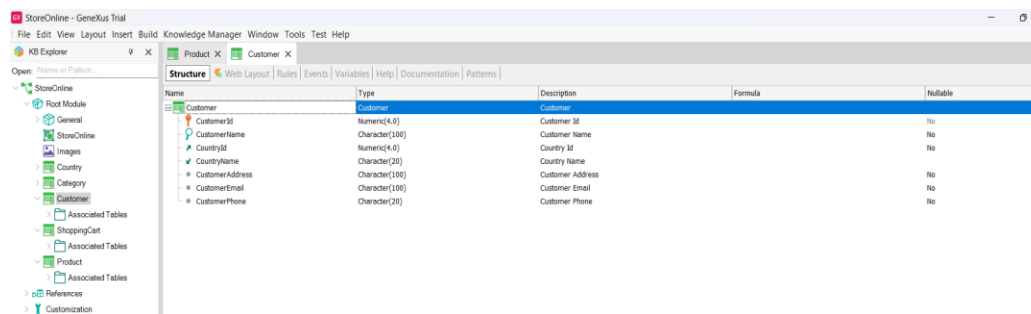 StoreOnline - GeneXus Trial
File Edit View Layout Insert Build Knowledge Manager Window Tools Test Help
KB Explorer
Product Customer
Open: Name or Pattern...
Structure Web Layout Rules Events Variables Help Documentation Patterns
StoreOnline
Root Module
General
StoreOnline
Images
Country
Category
Customer
Associated Tables
ShoppingCart
Associated Tables
Product
Associated Tables
References
Customization
Name Type Description Formula Nullable
Customer Customer Customer
CustomerId Numeric(4.0) Customer Id No
CustomerName Character(100) Customer Name No
CountryId Numeric(4.0) Country Id No
CountryName Character(20) Country Name
CustomerAddress Character(100) Customer Address No
CustomerEmail Character(100) Customer Email No
CustomerPhone Character(20) Customer Phone No